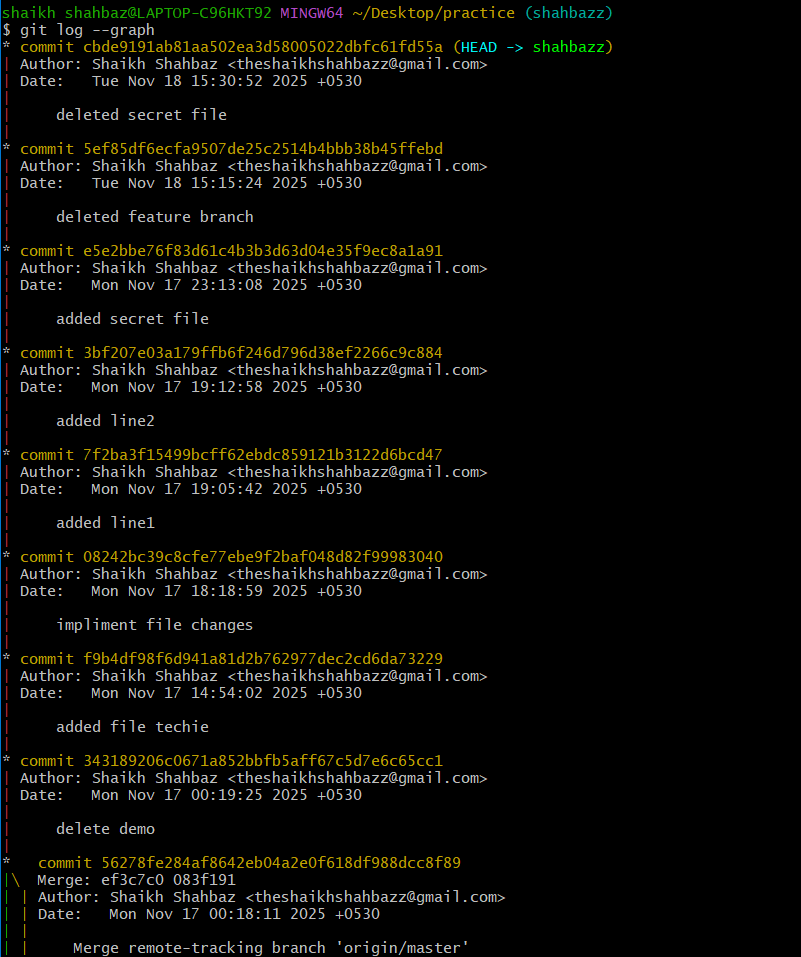 shaikh shahbaz@LAPTOP-C96HKT92 MINGW64 ~/Desktop/practice (shahbazz)
$ git log --graph
* commit cbde9191ab81aa502ea3d58005022dbfc61fd55a (HEAD -> shahbazz)
| Author: Shaikh Shahbaz <theshaikhshahbazz@gmail.com>
| Date:   Tue Nov 18 15:30:52 2025 +0530
|
|     deleted secret file
|
* commit 5ef85df6ecfa9507de25c2514b4bbb38b45ffebd
| Author: Shaikh Shahbaz <theshaikhshahbazz@gmail.com>
| Date:   Tue Nov 18 15:15:24 2025 +0530
|
|     deleted feature branch
|
* commit e5e2bbe76f83d61c4b3b3d63d04e35f9ec8a1a91
| Author: Shaikh Shahbaz <theshaikhshahbazz@gmail.com>
| Date:   Mon Nov 17 23:13:08 2025 +0530
|
|     added secret file
|
* commit 3bf207e03a179ffb6f246d796d38ef2266c9c884
| Author: Shaikh Shahbaz <theshaikhshahbazz@gmail.com>
| Date:   Mon Nov 17 19:12:58 2025 +0530
|
|     added line2
|
* commit 7f2ba3f15499bcff62ebdc859121b3122d6bcd47
| Author: Shaikh Shahbaz <theshaikhshahbazz@gmail.com>
| Date:   Mon Nov 17 19:05:42 2025 +0530
|
|     added line1
|
* commit 08242bc39c8cfe77ebe9f2baf048d82f99983040
| Author: Shaikh Shahbaz <theshaikhshahbazz@gmail.com>
| Date:   Mon Nov 17 18:18:59 2025 +0530
|
|     impliment file changes
|
* commit f9b4df98f6d941a81d2b762977dec2cd6da73229
| Author: Shaikh Shahbaz <theshaikhshahbazz@gmail.com>
| Date:   Mon Nov 17 14:54:02 2025 +0530
|
|     added file techie
|
* commit 343189206c0671a852bbfb5aff67c5d7e6c65cc1
| Author: Shaikh Shahbaz <theshaikhshahbazz@gmail.com>
| Date:   Mon Nov 17 00:19:25 2025 +0530
|
|     delete demo
|
*   commit 56278fe284af8642eb04a2e0f618df988dcc8f89
|\  Merge: ef3c7c0 083f191
| | Author: Shaikh Shahbaz <theshaikhshahbazz@gmail.com>
| | Date:   Mon Nov 17 00:18:11 2025 +0530
| |
| |     Merge remote-tracking branch 'origin/master'